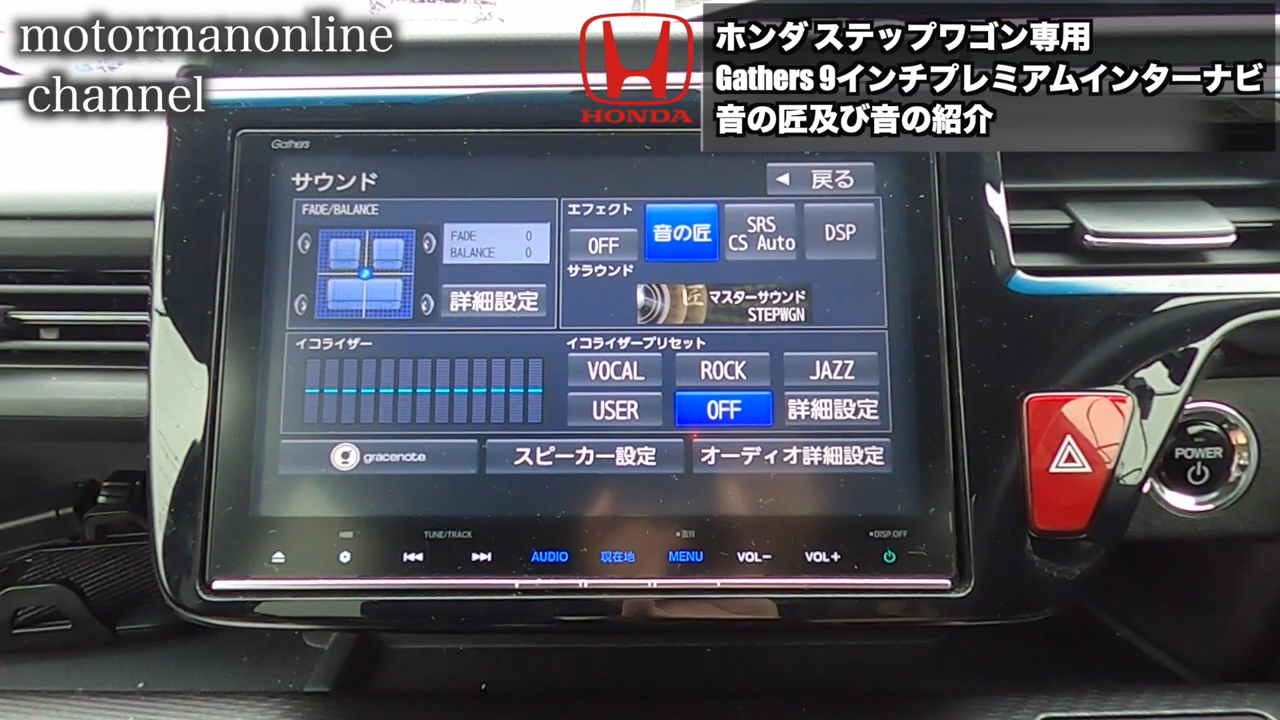 motormanonline
channel
HONDA
ホンダ ステップワゴン専用
Gathers 9インチプレミアムインターナビ
音の匠及び音の紹介
Gathers
サウンド
◀ 戻る
FADE/BALANCE
FADE 0
BALANCE 0
詳細設定
エフェクト
OFF
音の匠
SRS
CS Auto
DSP
サラウンド
匠 マスターサウンド
STEPWGN
イコライザー
イコライザープリセット
VOCAL
ROCK
JAZZ
USER
OFF
詳細設定
gracenote
スピーカー設定
オーディオ詳細設定
TUNE/TRACK
DISP OFF
AUDIO
現在地
MENU
VOL−
VOL+
POWER